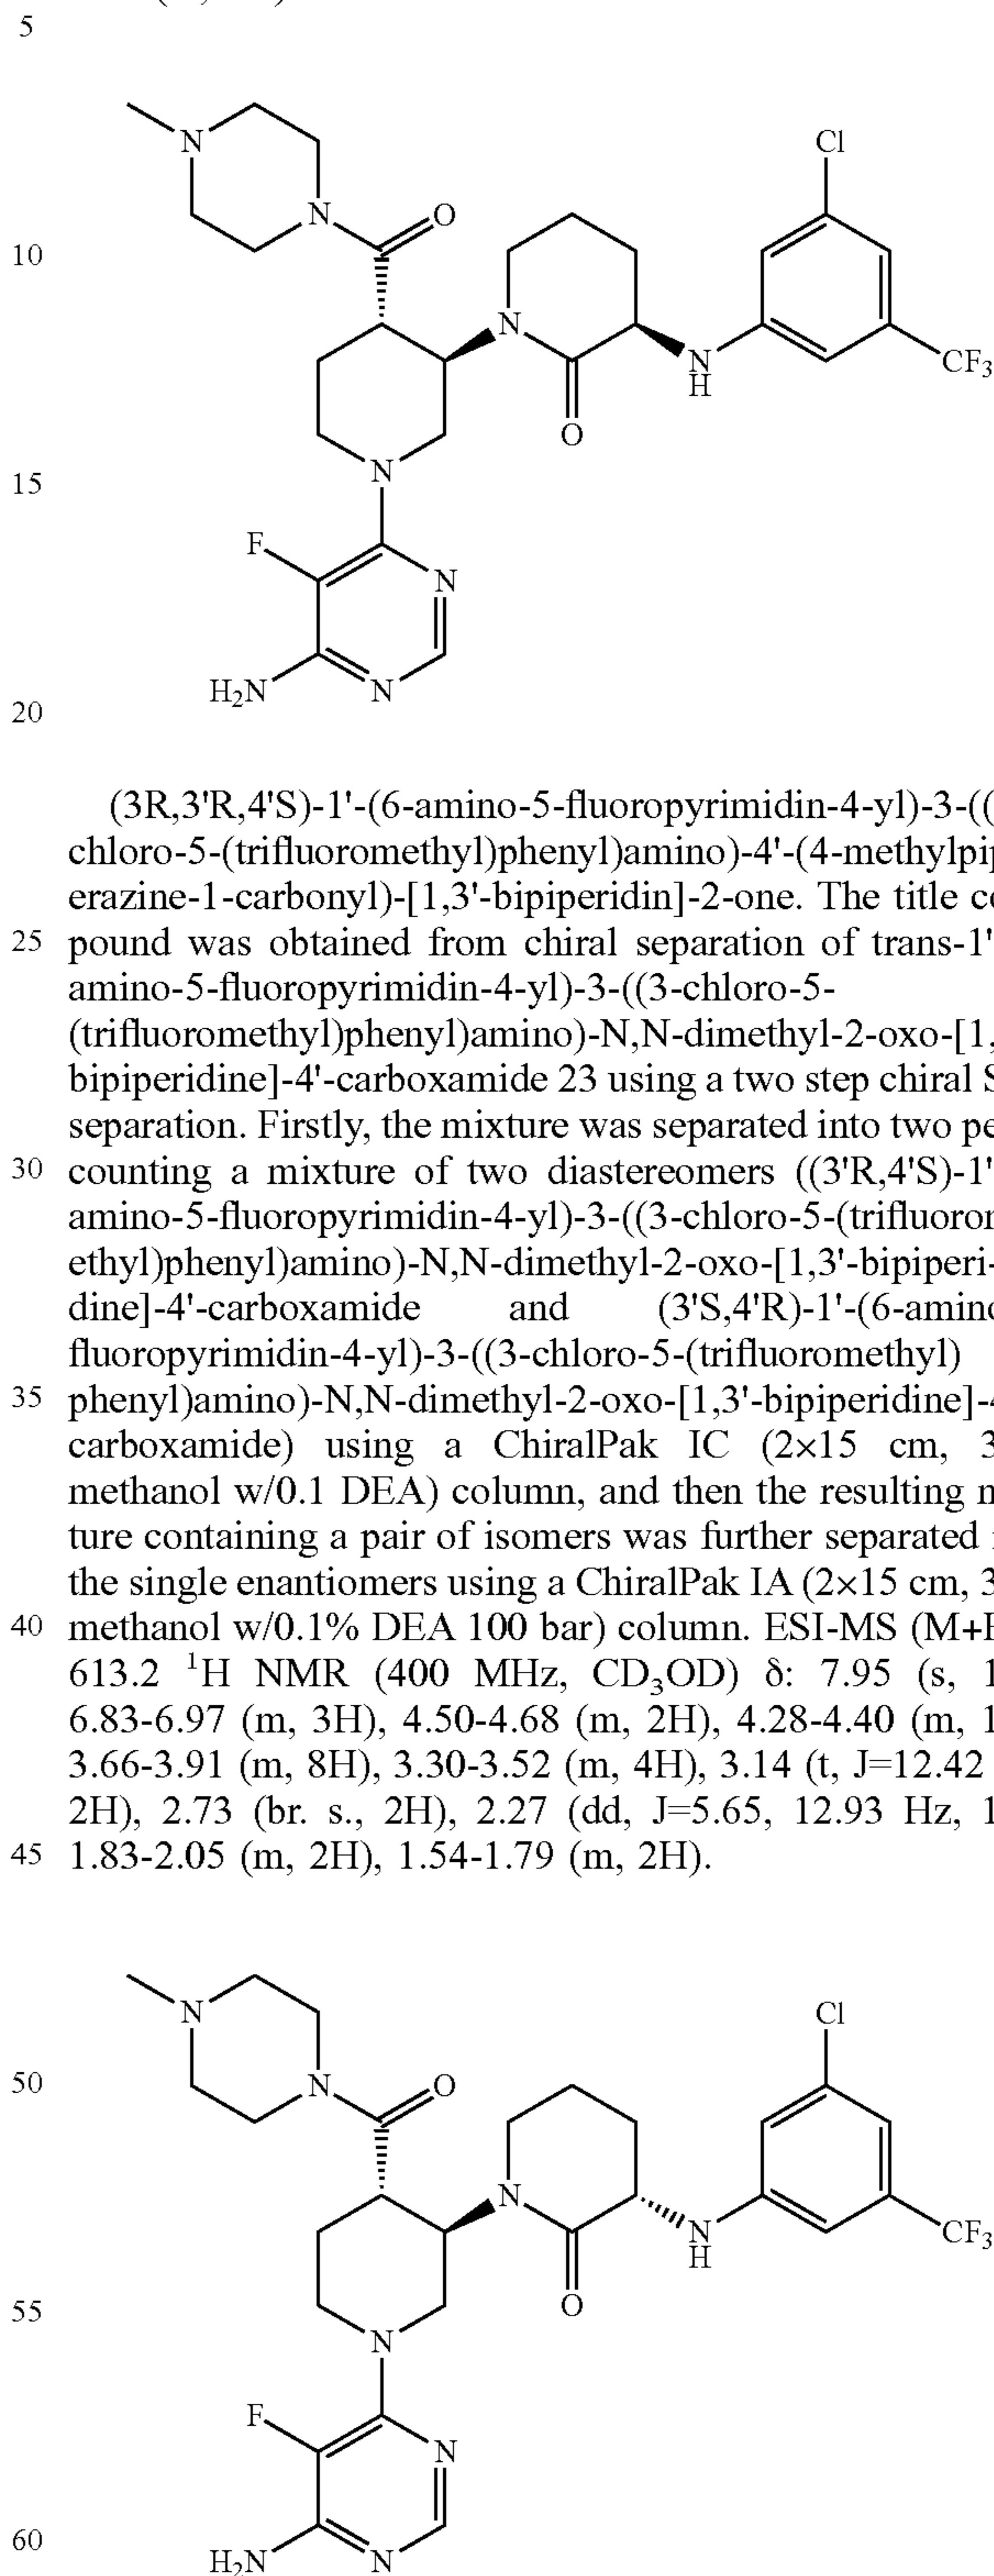 5
Cl
N
N
O
10
N
N
H
CF3
O
15
N
F
N
H2N
N
20
(3R,3'R,4'S)-1'-(6-amino-5-fluoropyrimidin-4-yl)-3-((
chloro-5-(trifluoromethyl)phenyl)amino)-4'-(4-methylpip
erazine-1-carbonyl)-[1,3'-bipiperidin]-2-one. The title co
25 pound was obtained from chiral separation of trans-1'
amino-5-fluoropyrimidin-4-yl)-3-((3-chloro-5-
(trifluoromethyl)phenyl)amino)-N,N-dimethyl-2-oxo-[1,
bipiperidine]-4'-carboxamide 23 using a two step chiral S
separation. Firstly, the mixture was separated into two pe
30 counting a mixture of two diastereomers ((3'R,4'S)-1'
amino-5-fluoropyrimidin-4-yl)-3-((3-chloro-5-(trifluoro
ethyl)phenyl)amino)-N,N-dimethyl-2-oxo-[1,3'-bipiperi-
dine]-4'-carboxamide and (3'S,4'R)-1'-(6-amino
fluoropyrimidin-4-yl)-3-((3-chloro-5-(trifluoromethyl)
35 phenyl)amino)-N,N-dimethyl-2-oxo-[1,3'-bipiperidine]-4
carboxamide) using a ChiralPak IC (2×15 cm, 3
methanol w/0.1 DEA) column, and then the resulting
ture containing a pair of isomers was further separated
the single enantiomers using a ChiralPak IA (2×15 cm, 3
40 methanol w/0.1% DEA 100 bar) column. ESI-MS (M+
613.2 ¹H NMR (400 MHz, CD₃OD) δ: 7.95 (s, 1
6.83-6.97 (m, 3H), 4.50-4.68 (m, 2H), 4.28-4.40 (m, 1
3.66-3.91 (m, 8H), 3.30-3.52 (m, 4H), 3.14 (t, J=12.42
2H), 2.73 (br. s., 2H), 2.27 (dd, J=5.65, 12.93 Hz, 1
45 1.83-2.05 (m, 2H), 1.54-1.79 (m, 2H).
Cl
N
50
N
O
N
N
H
CF3
O
55
N
F
N
60
H2N
N